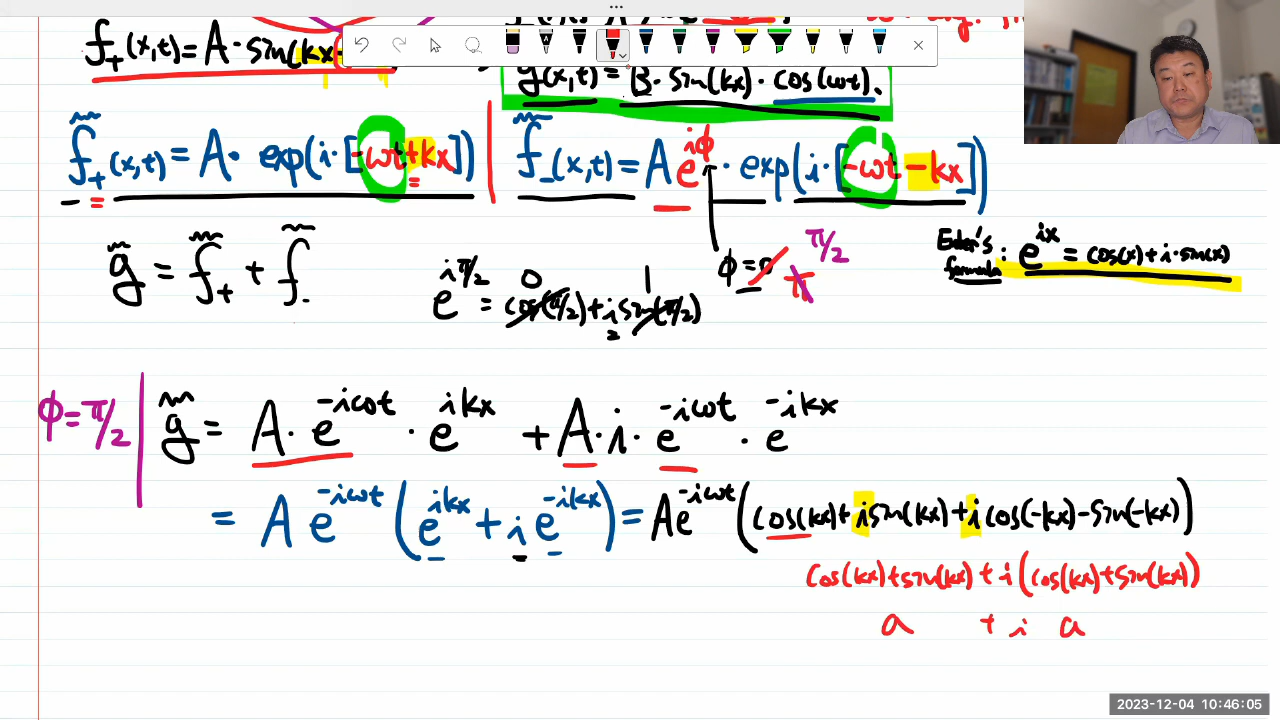 f₊(x,t) = A · sin(kx
g(x,t) = B · sin(kx) · cos(ωt).
f̃₊(x,t) = A · exp(i · [-ωt+kx])
f̃₋(x,t) = A e^{iϕ} · exp(i · [-ωt-kx])
ϕ = 0 π π/2
Euler's formula : e^{ix} = cos(x) + i · sin(x)
g̃ = f̃₊ + f̃₋
e^{iπ/2} = cos(π/2) + i sin(π/2)
0 1
ϕ = π/2
g̃ = A · e^{-iωt} · e^{ikx} + A · i · e^{-iωt} · e^{-ikx}
= A e^{-iωt} (e^{ikx} + i e^{-ikx}) = A e^{-iωt} (cos(kx) + i sin(kx) + i cos(-kx) - sin(-kx))
cos(kx) + sin(kx) + i (cos(kx) + sin(kx))
a + i a
2023-12-04 10:46:05